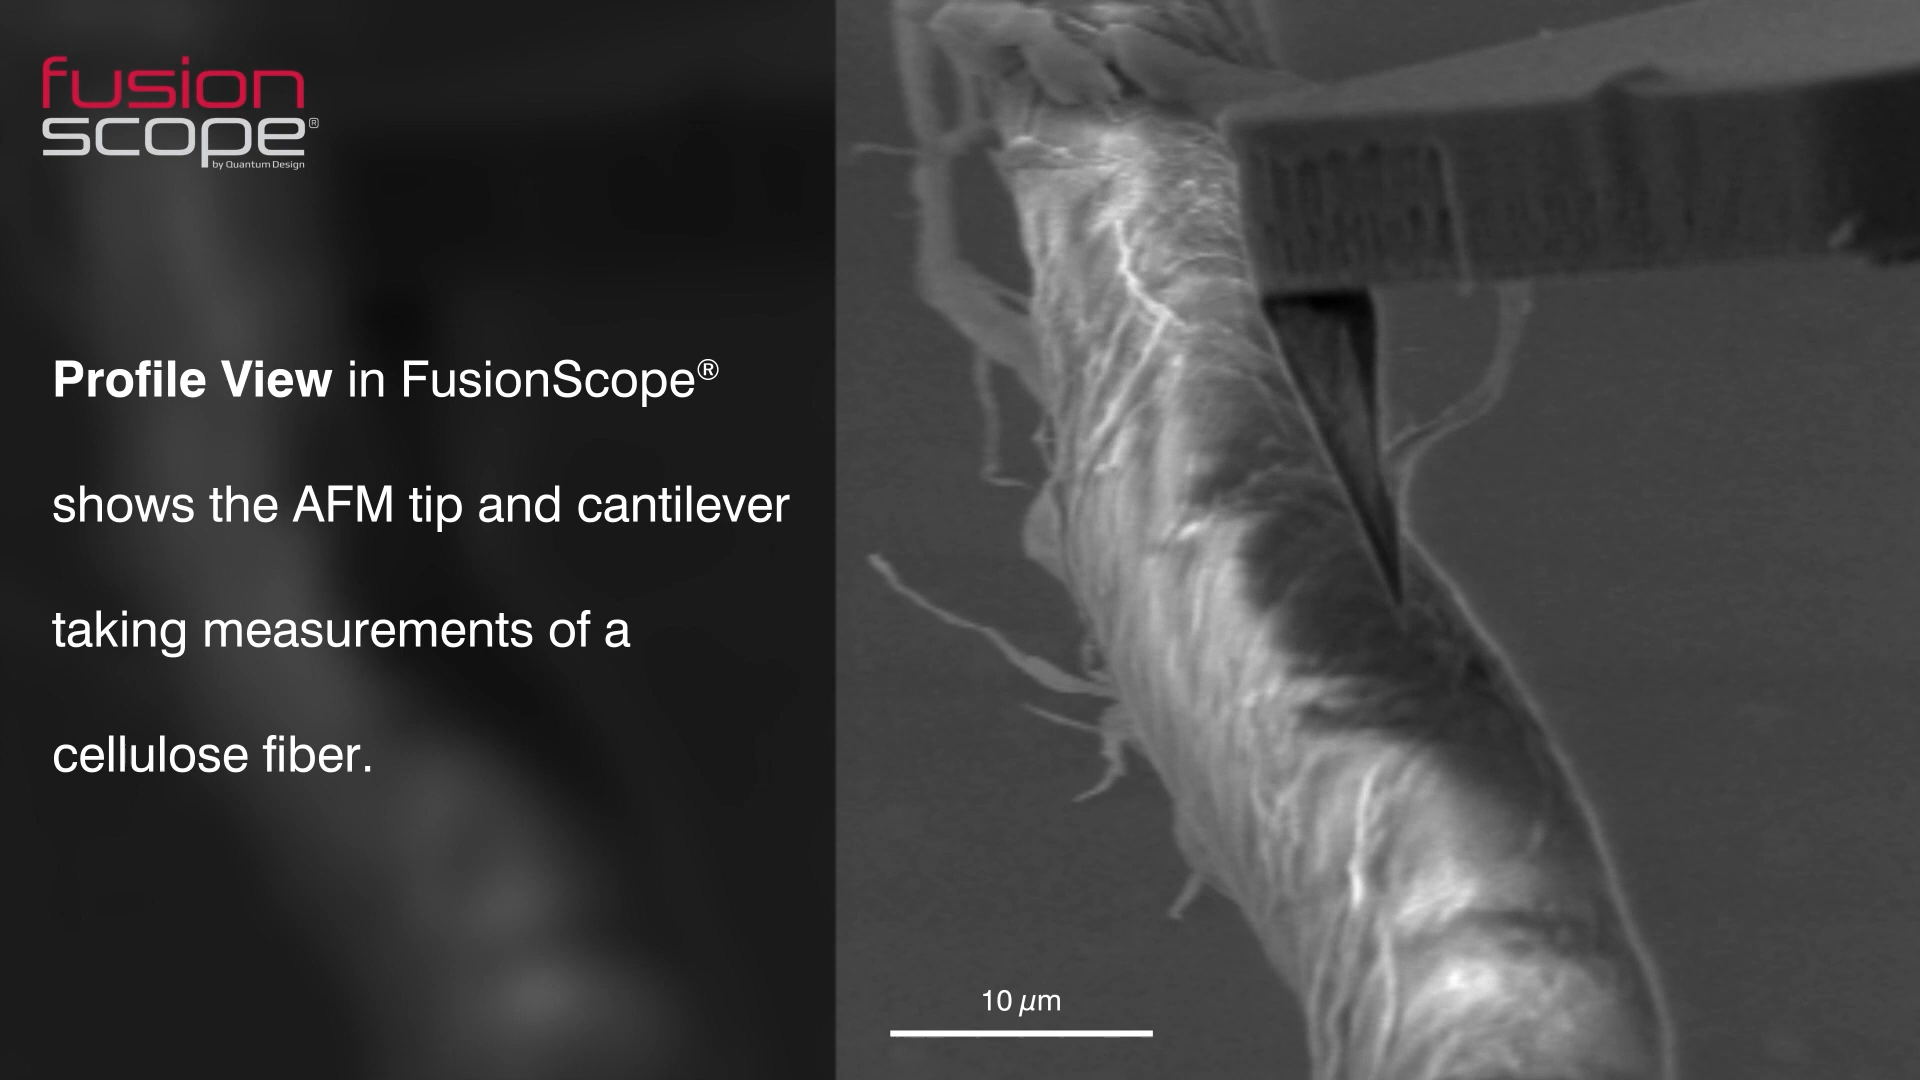 fusion
scope®
by Quantum Design
Profile View in FusionScope®
shows the AFM tip and cantilever
taking measurements of a
cellulose fiber.
10 µm